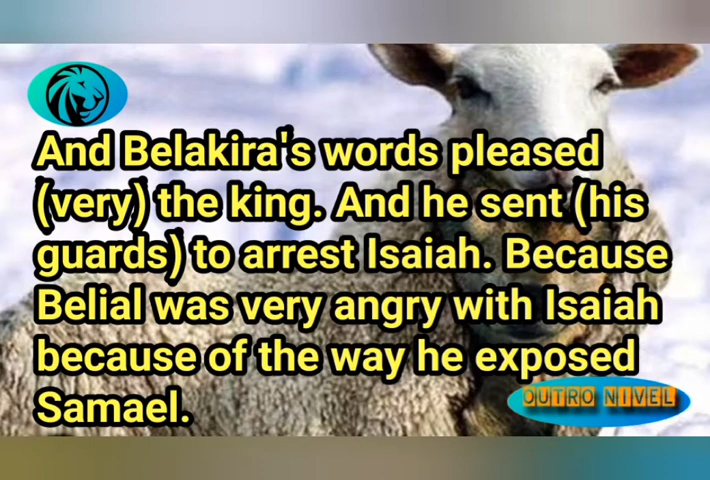 And Belakira's words pleased
(very) the king. And he sent (his
guards) to arrest Isaiah. Because
Belial was very angry with Isaiah
because of the way he exposed
Samael.
OUTRO NIVEL